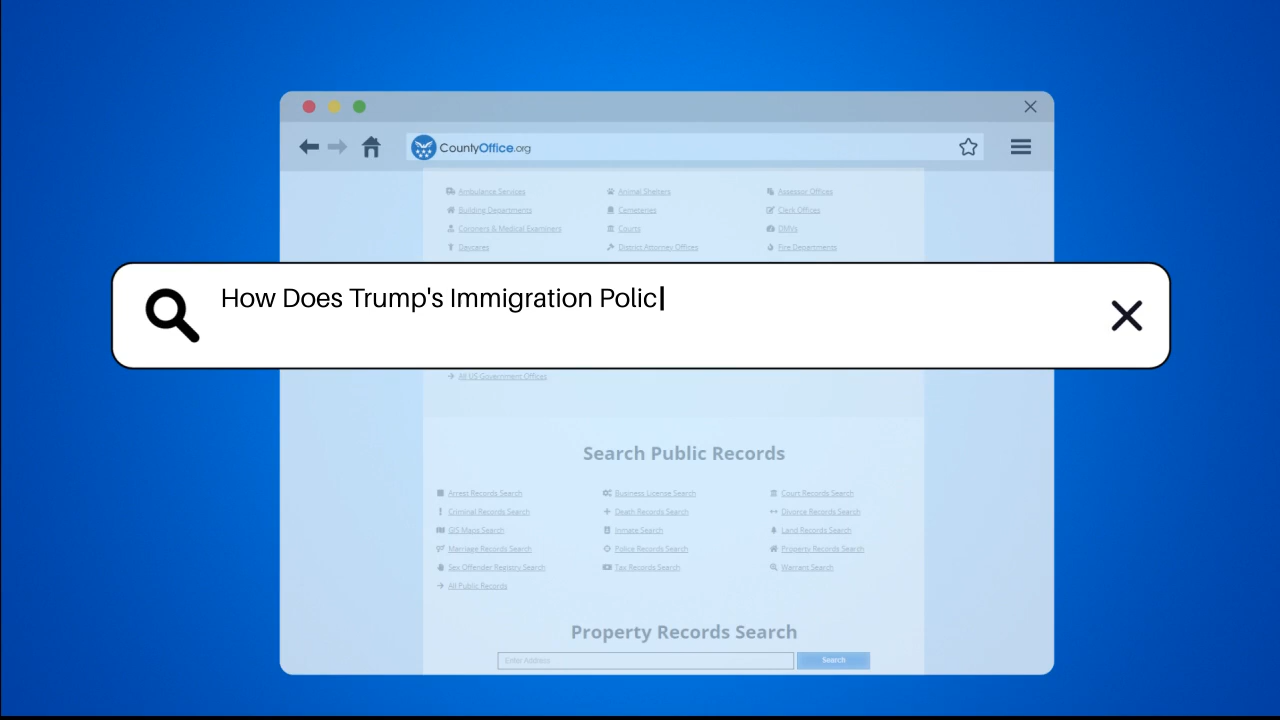 CountyOffice.org
Ambulance Services
Animal Shelters
Assessor Offices
Building Departments
Cemeteries
Clerk Offices
Coroners & Medical Examiners
Courts
DMVs
Daycares
District Attorney Offices
Fire Departments
How Does Trump's Immigration Polic
All US Government Offices
Search Public Records
Arrest Records Search
Business License Search
Court Records Search
Criminal Records Search
Death Records Search
Divorce Records Search
GIS Maps Search
Inmate Search
Land Records Search
Marriage Records Search
Police Records Search
Property Records Search
Sex Offender Registry Search
Tax Records Search
Warrant Search
All Public Records
Property Records Search
Enter Address
Search